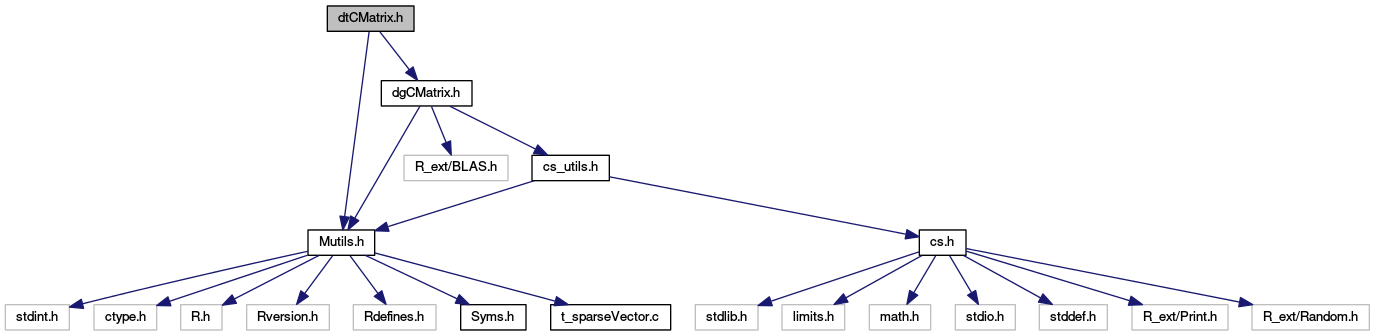 dtCMatrix.h
dgCMatrix.h
R_ext/BLAS.h
cs_utils.h
Mutils.h
cs.h
stdint.h
ctype.h
R.h
Rversion.h
Rdefines.h
Syms.h
t_sparseVector.c
stdlib.h
limits.h
math.h
stdio.h
stddef.h
R_ext/Print.h
R_ext/Random.h